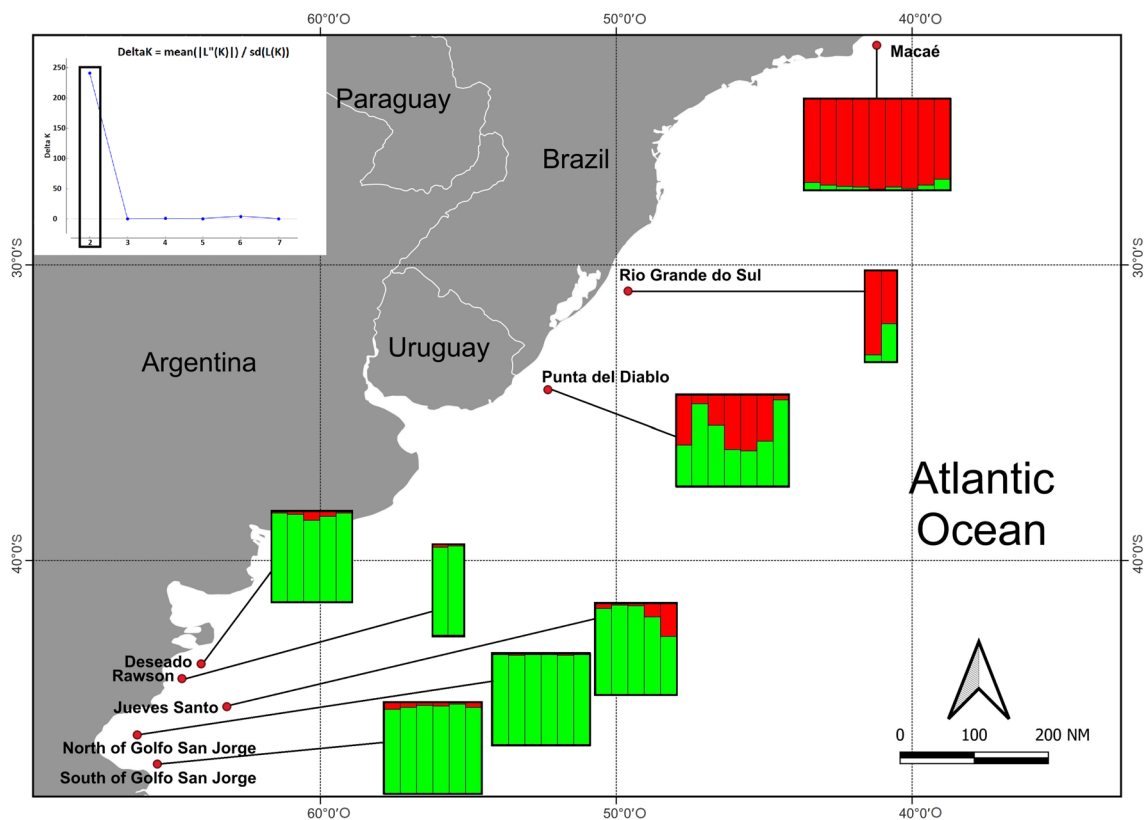 60°0'O 50°0'O 40°0'O
DeltaK = mean(|L"(K)|) / sd(L(K))
250
200
150
100
50
0
Delta K
2 3 4 5 6 7
Macaé
Paraguay
Brazil
30°0'S 30°0'S
Rio Grande do Sul
Uruguay
Argentina
Punta del Diablo
Atlantic
Ocean
40°0'S 40°0'S
Deseado
Rawson
Jueves Santo
North of Golfo San Jorge
South of Golfo San Jorge
0 100 200 NM
60°0'O 50°0'O 40°0'O